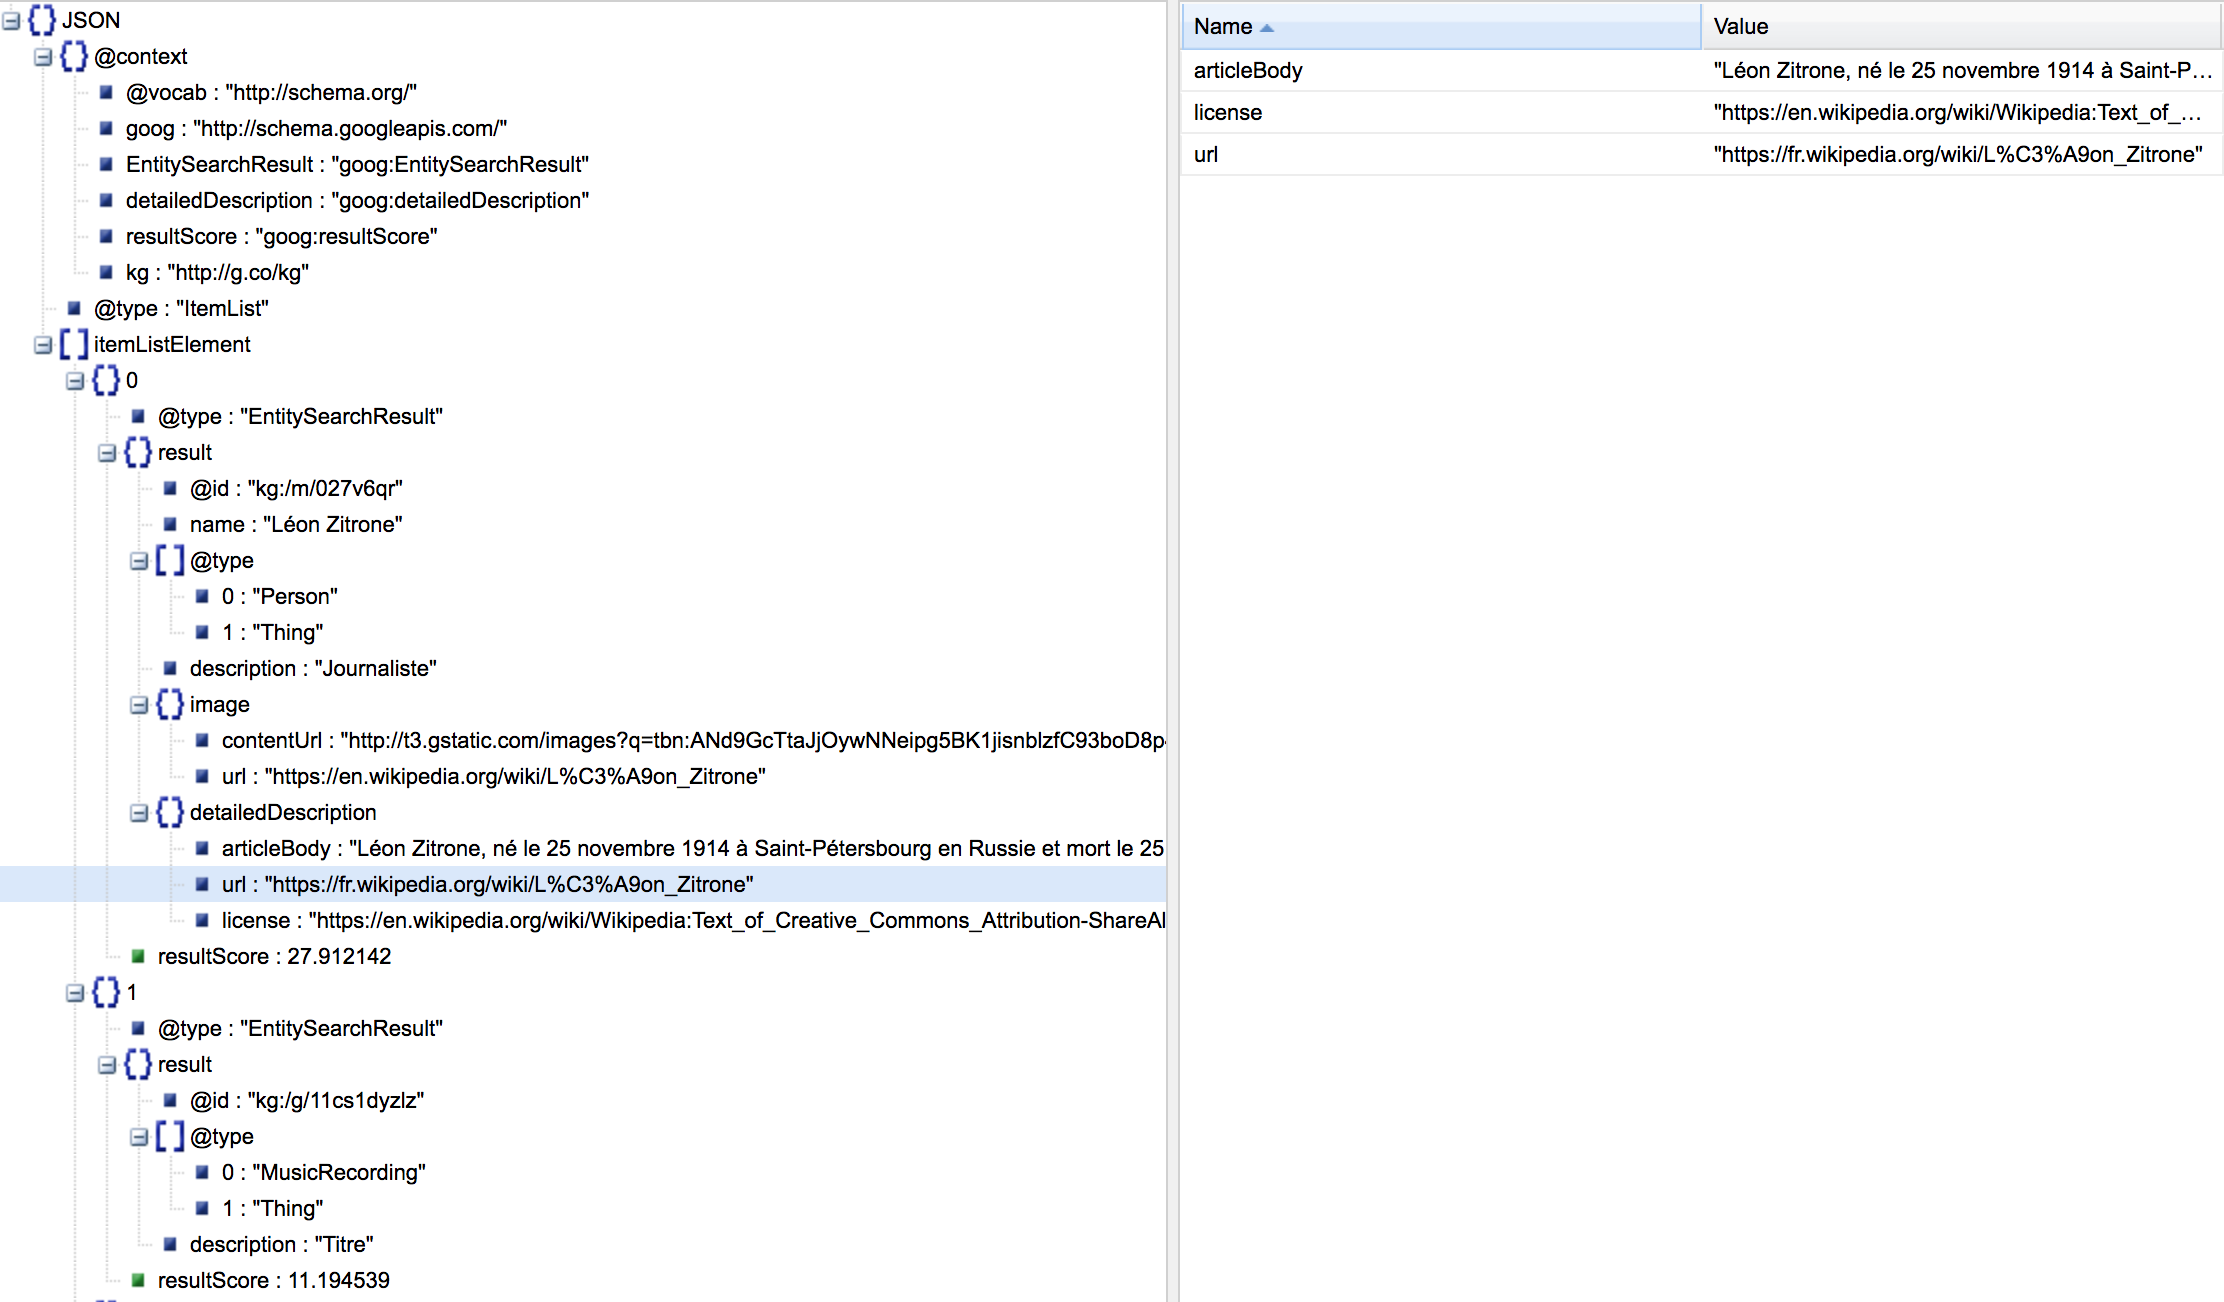 JSON
@context
@vocab : "http://schema.org/"
goog : "http://schema.googleapis.com/"
EntitySearchResult : "goog:EntitySearchResult"
detailedDescription : "goog:detailedDescription"
resultScore : "goog:resultScore"
kg : "http://g.co/kg"
@type : "ItemList"
itemListElement
0
@type : "EntitySearchResult"
result
@id : "kg:/m/027v6qr"
name : "Léon Zitrone"
@type
0 : "Person"
1 : "Thing"
description : "Journaliste"
image
contentUrl : "http://t3.gstatic.com/images?q=tbn:ANd9GcTtaJjOywNNeipg5BK1jisnblzfC93boD8p
url : "https://en.wikipedia.org/wiki/L%C3%A9on_Zitrone"
detailedDescription
articleBody : "Léon Zitrone, né le 25 novembre 1914 à Saint-Pétersbourg en Russie et mort le 25
url : "https://fr.wikipedia.org/wiki/L%C3%A9on_Zitrone"
license : "https://en.wikipedia.org/wiki/Wikipedia:Text_of_Creative_Commons_Attribution-ShareAl
resultScore : 27.912142
1
@type : "EntitySearchResult"
result
@id : "kg:/g/11cs1dyzlz"
@type
0 : "MusicRecording"
1 : "Thing"
description : "Titre"
resultScore : 11.194539
Name Value
articleBody "Léon Zitrone, né le 25 novembre 1914 à Saint-P...
license "https://en.wikipedia.org/wiki/Wikipedia:Text_of_...
url "https://fr.wikipedia.org/wiki/L%C3%A9on_Zitrone"